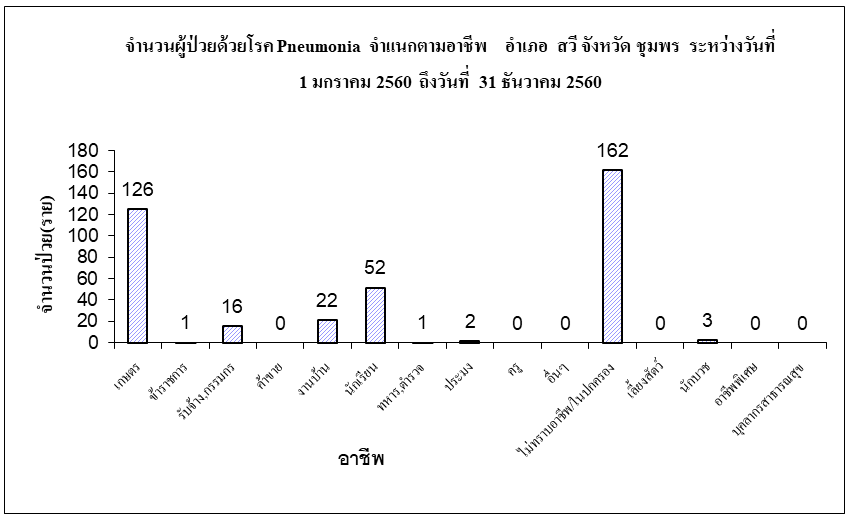 จำนวนผู้ป่วยด้วยโรค Pneumonia จำแนกตามอาชีพ อำเภอ สวี จังหวัด ชุมพร ระหว่างวันที่
1 มกราคม 2560 ถึงวันที่ 31 ธันวาคม 2560
จำนวนป่วย(ราย)
180
160
140
120
100
80
60
40
20
0
126
1
16
0
22
52
1
2
0
0
162
0
3
0
0
เกษตร
ข้าราชการ
รับจ้าง,กรรมกร
ค้าขาย
งานบ้าน
นักเรียน
ทหาร,ตำรวจ
ประมง
ครู
อื่นๆ
ไม่ทราบอาชีพ/ในปกครอง
เลี้ยงสัตว์
นักบวช
อาชีพพิเศษ
บุคลากรสาธารณสุข
อาชีพ